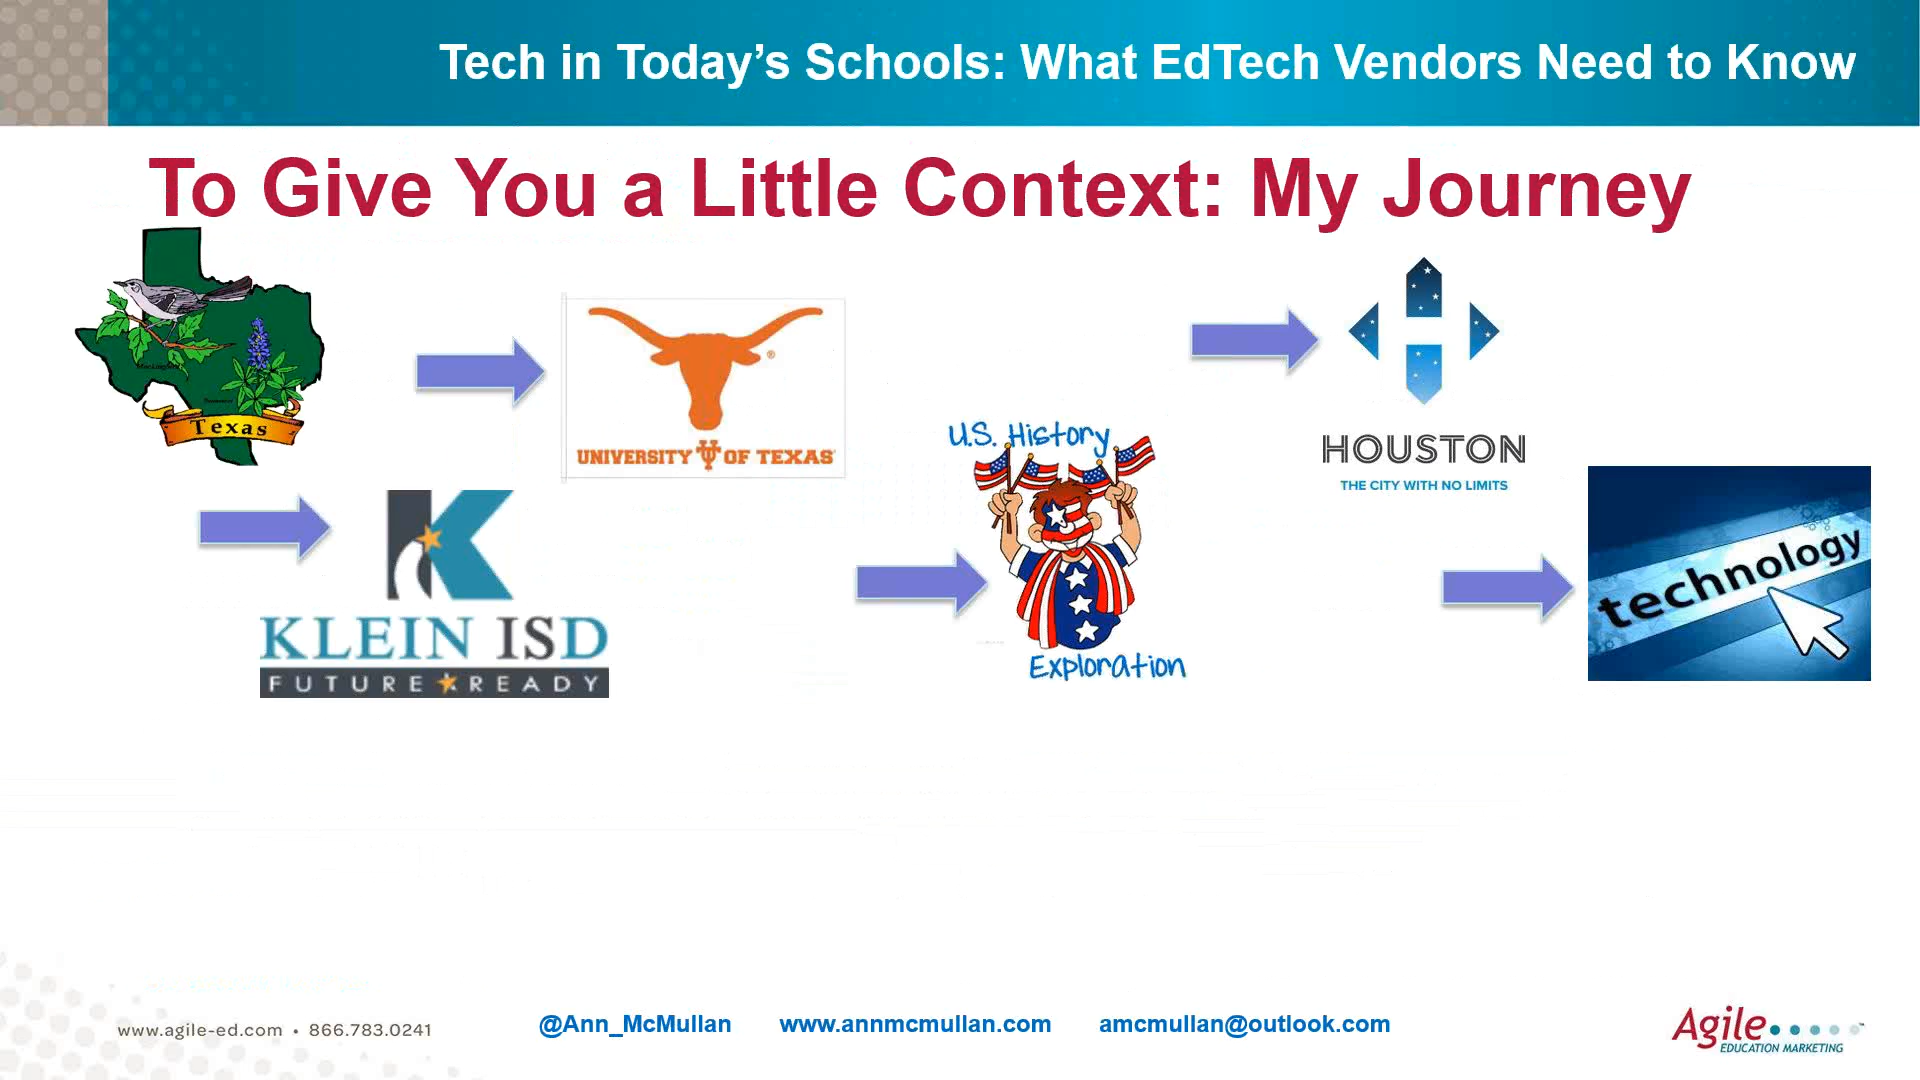 Tech in Today’s Schools: What EdTech Vendors Need to Know
To Give You a Little Context: My Journey
Mockingbird
Texas
UNIVERSITY UT OF TEXAS
®
U.S. History
Exploration
HOUSTON
THE CITY WITH NO LIMITS
KLEIN ISD
FUTURE READY
technology
www.agile-ed.com • 866.783.0241
@Ann_McMullan
www.annmcmullan.com
amcmullan@outlook.com
Agile
EDUCATION MARKETING